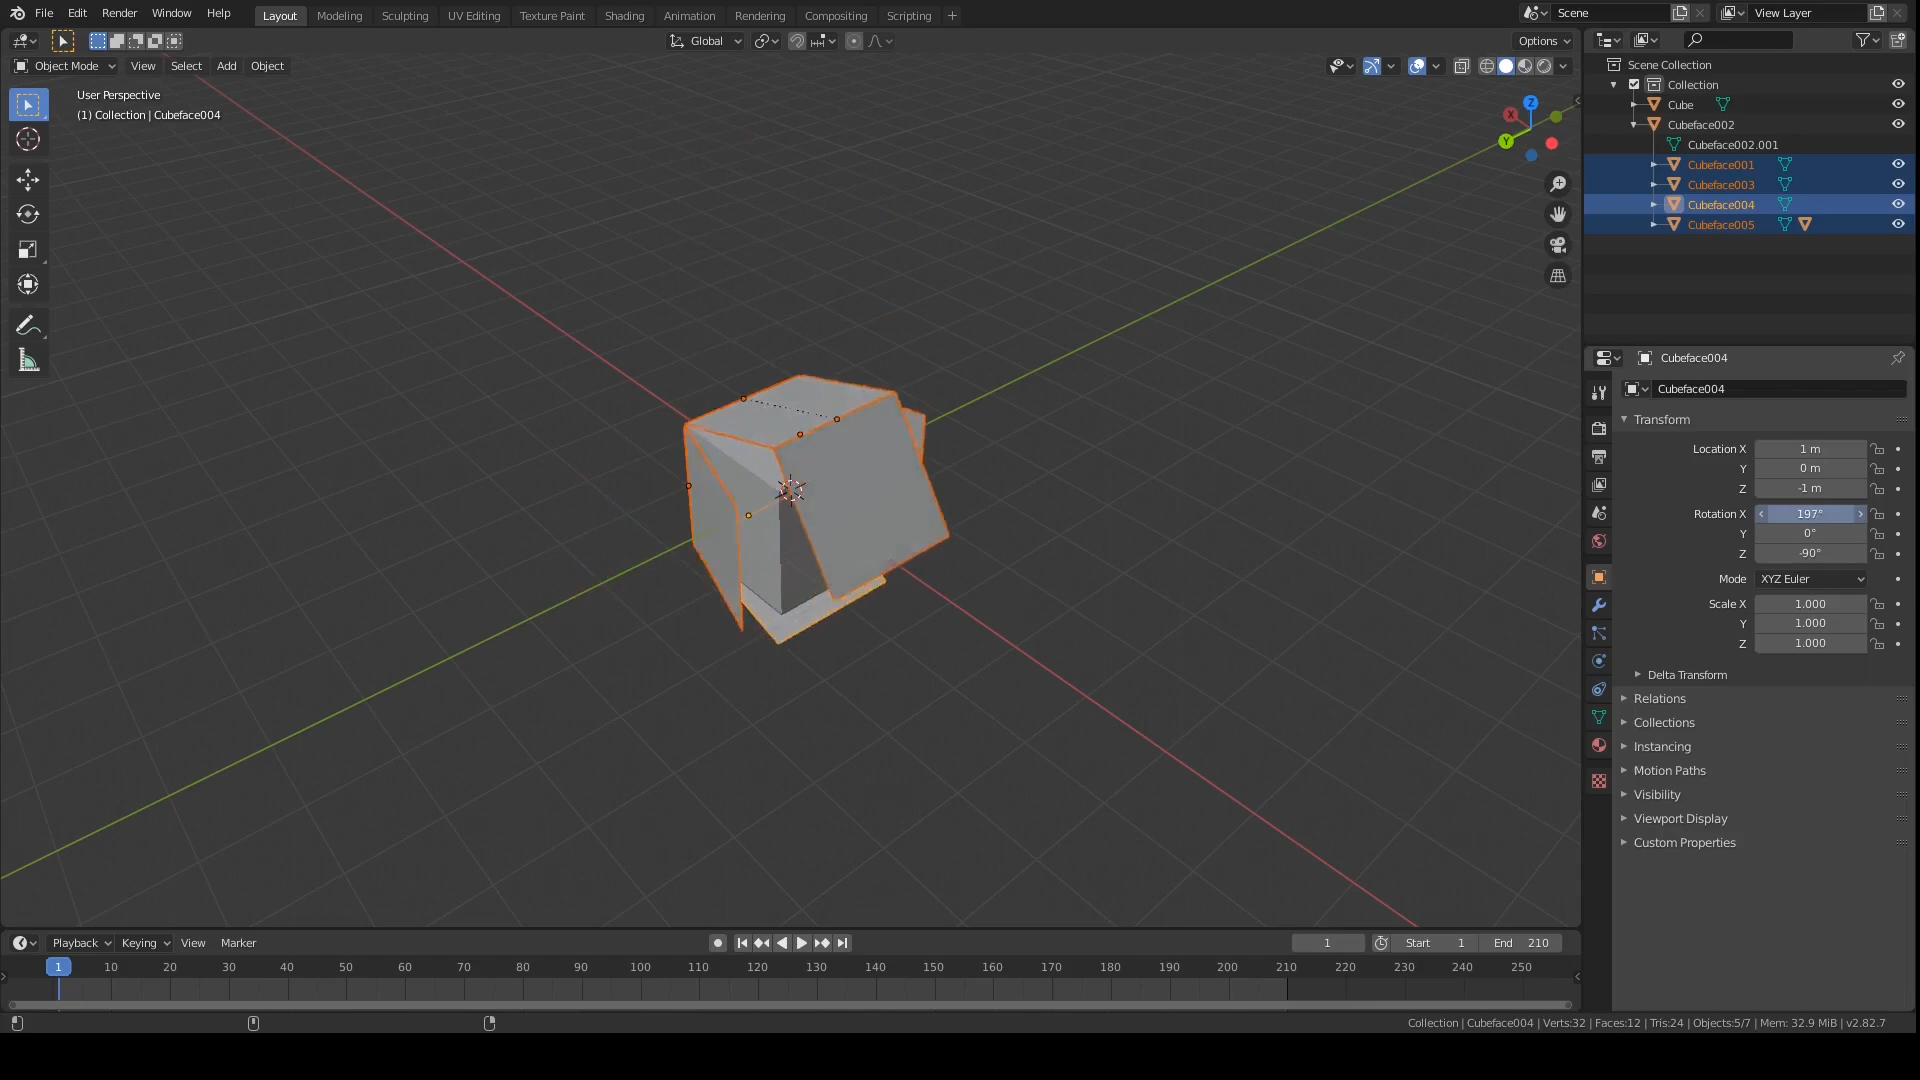 File Edit Render Window Help Layout Modeling Sculpting UV Editing Texture Paint Shading Animation Rendering Compositing Scripting + Scene View Layer
Global Options
Object Mode View Select Add Object
User Perspective
(1) Collection | Cubeface004
X Y Z
Scene Collection
Collection
Cube
Cubeface002
Cubeface002.001
Cubeface001
Cubeface003
Cubeface004
Cubeface005
Cubeface004
Cubeface004
Transform
Location X 1 m
Y 0 m
Z -1 m
Rotation X 197°
Y 0°
Z -90°
Mode XYZ Euler
Scale X 1.000
Y 1.000
Z 1.000
Delta Transform
Relations
Collections
Instancing
Motion Paths
Visibility
Viewport Display
Custom Properties
Playback Keying View Marker 1 Start 1 End 210
1 10 20 30 40 50 60 70 80 90 100 110 120 130 140 150 160 170 180 190 200 210 220 230 240 250
Collection | Cubeface004 | Verts:32 | Faces:12 | Tris:24 | Objects:5/7 | Mem: 32.9 MiB | v2.82.7